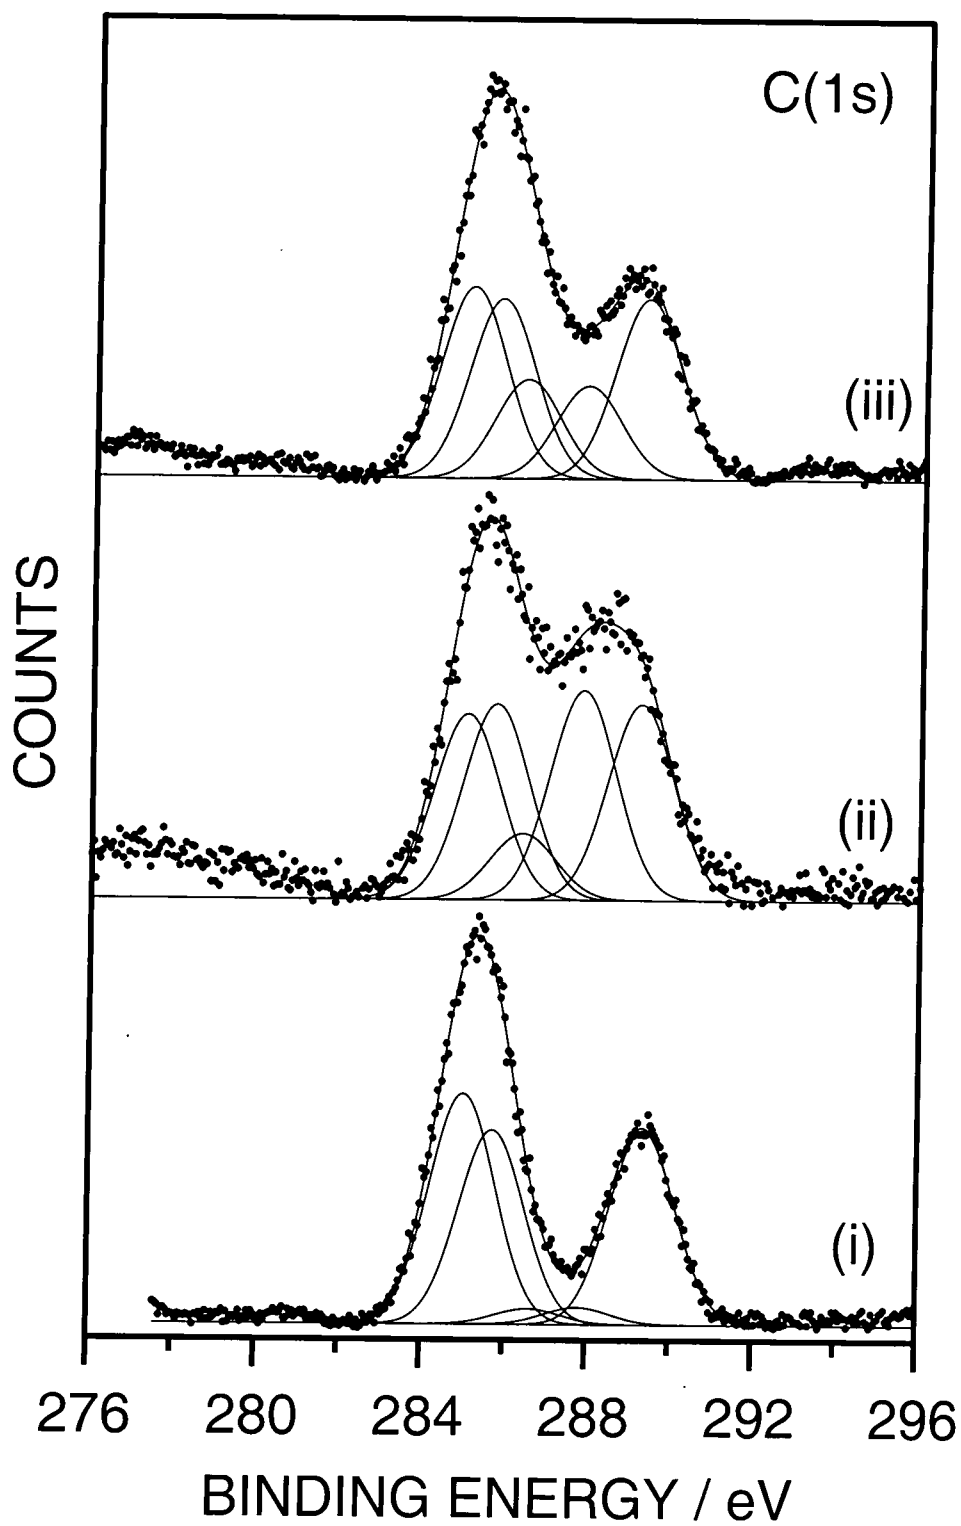 C(1s)
(iii)
COUNTS
(ii)
(i)
276 280 284 288 292 296
BINDING ENERGY / eV